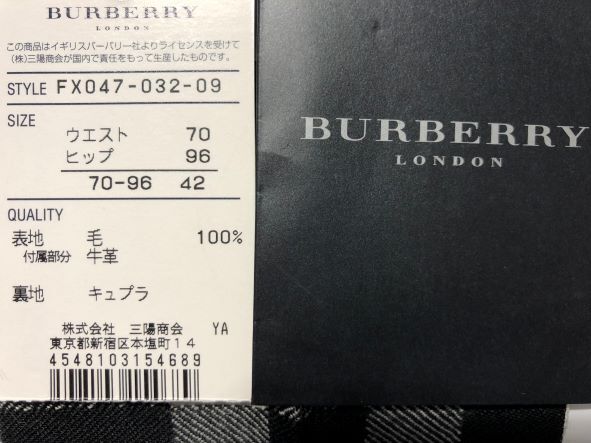 BURBERRY
LONDON
この商品はイギリスバーバリー社よりライセンスを受けて
(株)三陽商会が国内で責任をもって生産したものです。
STYLE FX047-032-09
SIZE
ウエスト 70
ヒップ 96
70-96 42
QUALITY
表地 毛 100%
付属部分 牛革
裏地 キュプラ
株式会社 三陽商会 YA
東京都新宿区本塩町14
4548103154689
BURBERRY
LONDON